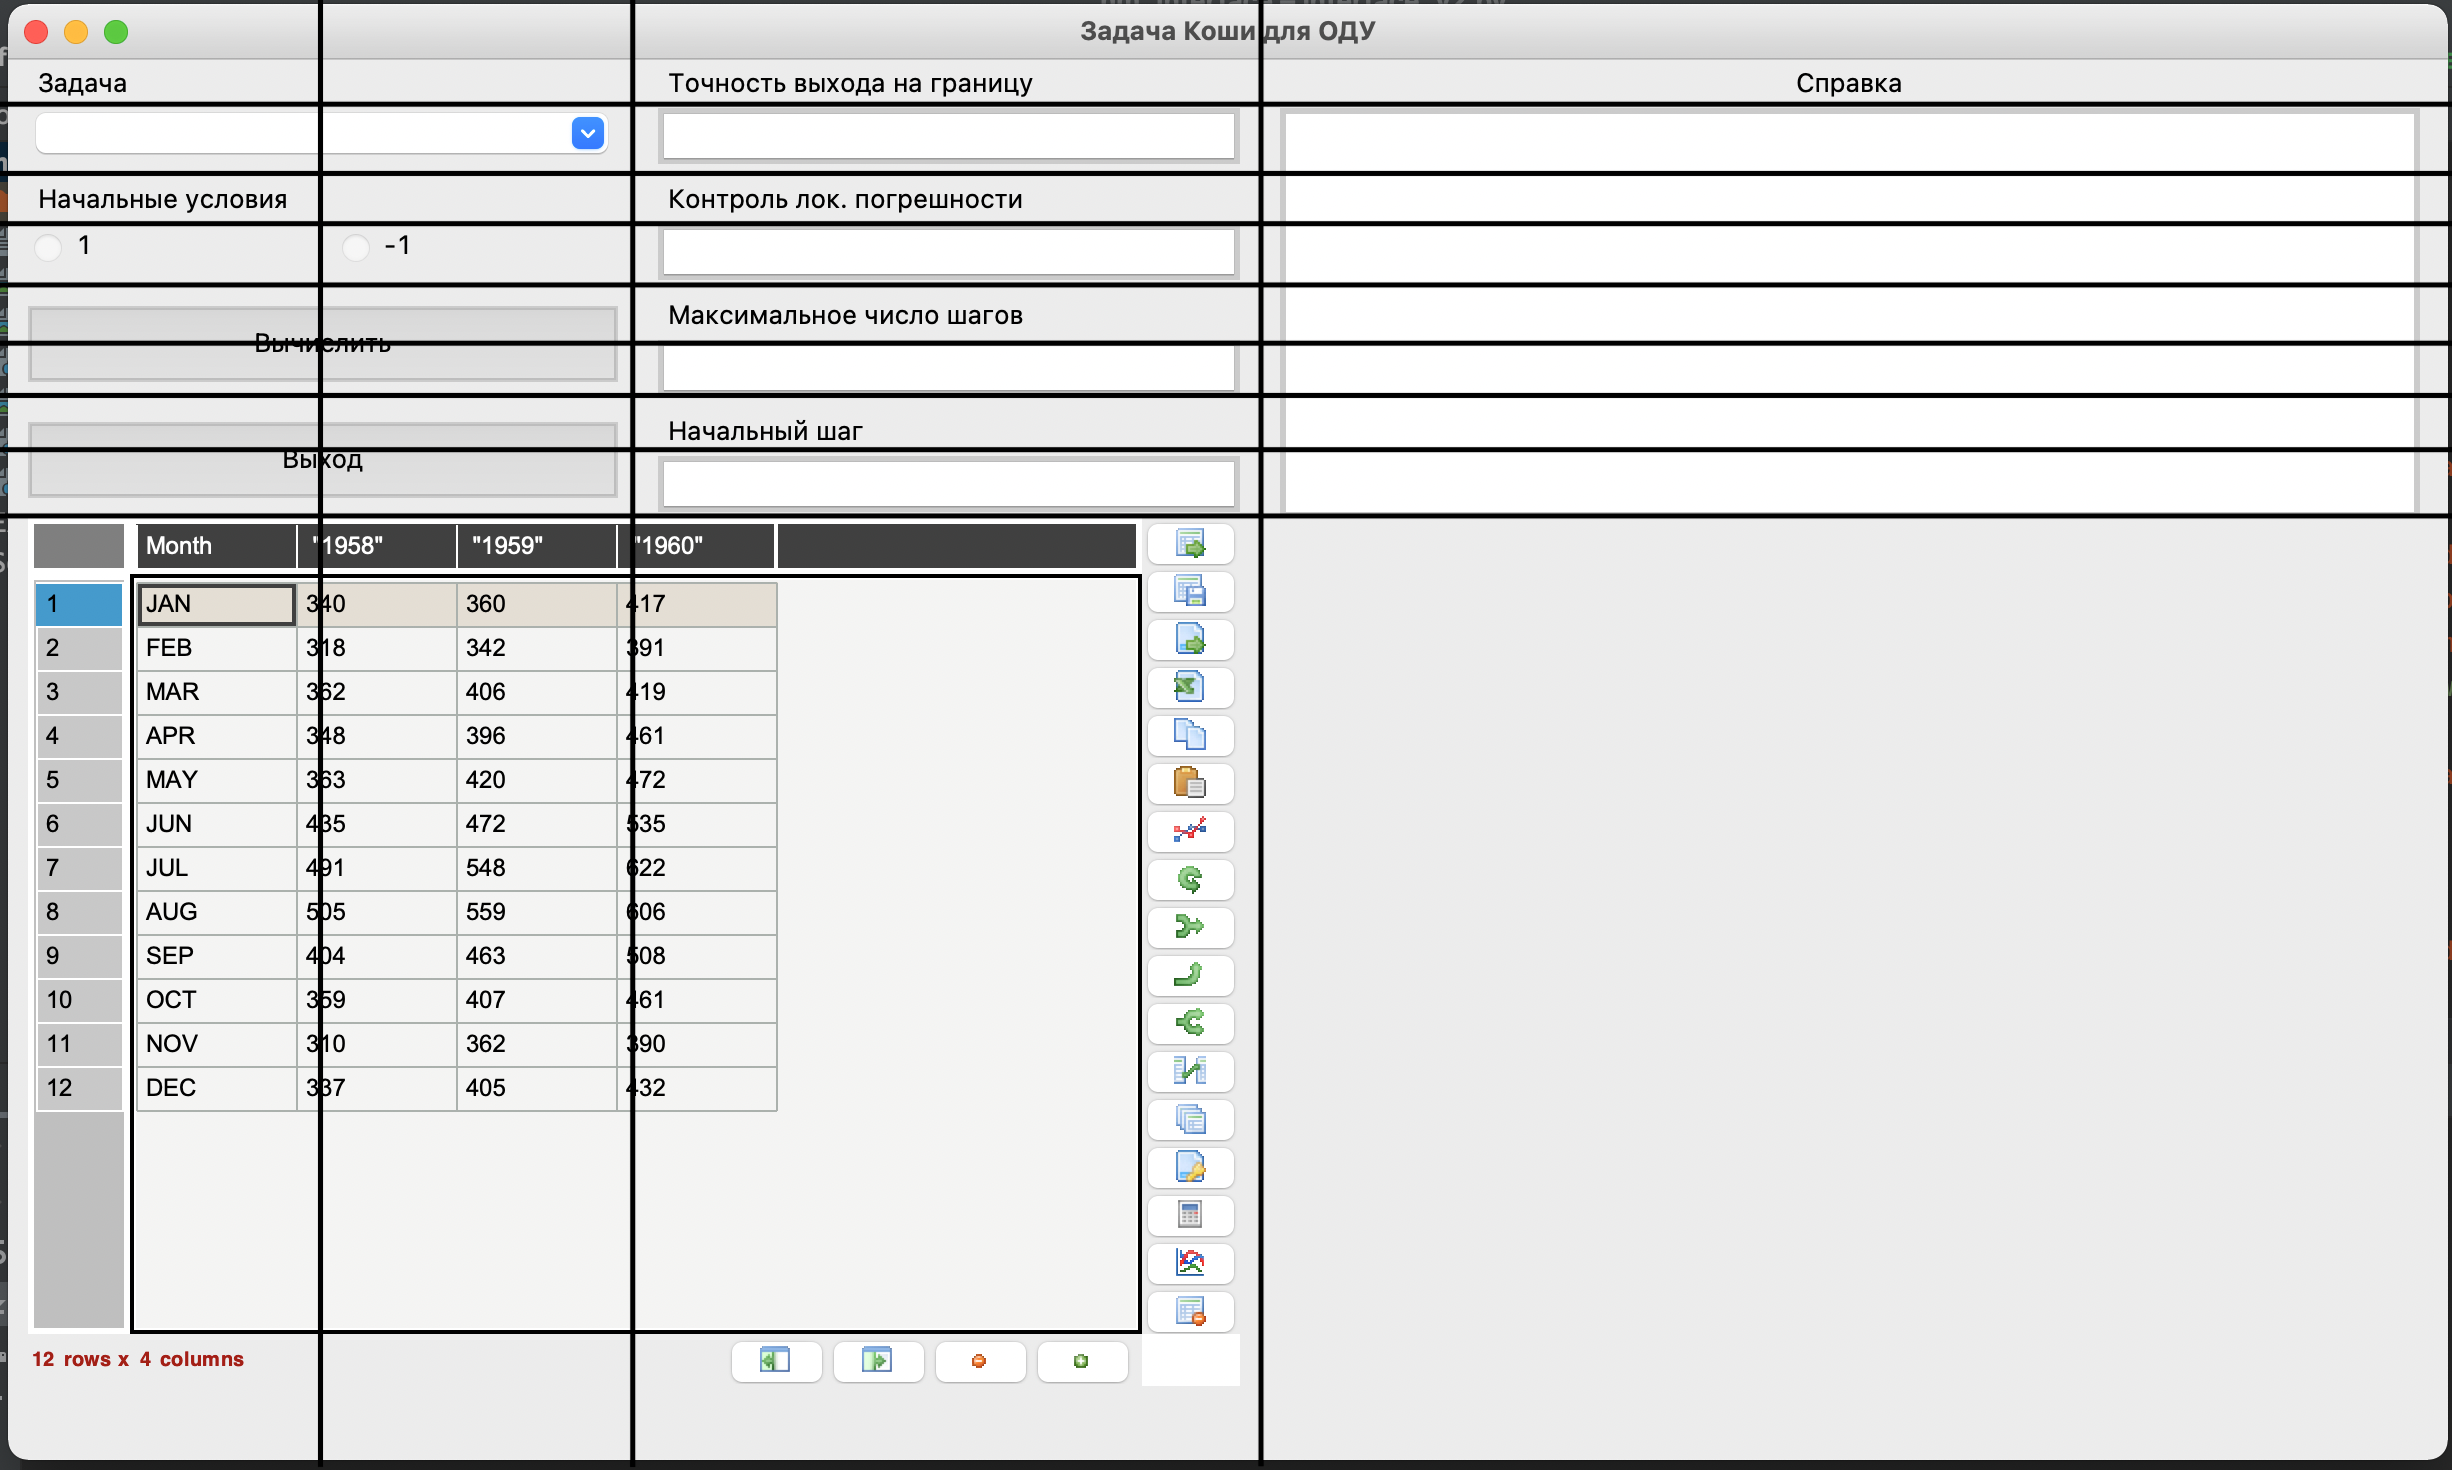 Задача Коши для ОДУ
Задача
Точность выхода на границу
Справка
Начальные условия
Контроль лок. погрешности
1
-1
Вычислить
Максимальное число шагов
Выход
Начальный шаг
Month "1958" "1959" "1960"
1 JAN 340 360 417
2 FEB 318 342 391
3 MAR 362 406 419
4 APR 348 396 461
5 MAY 363 420 472
6 JUN 435 472 535
7 JUL 491 548 622
8 AUG 505 559 606
9 SEP 404 463 508
10 OCT 359 407 461
11 NOV 310 362 390
12 DEC 337 405 432
12 rows x 4 columns